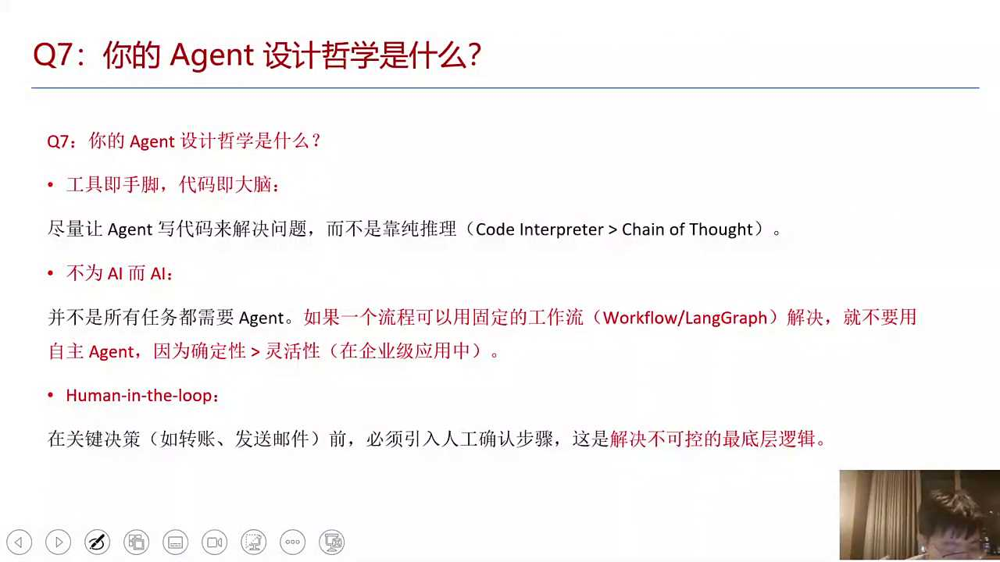 Q7：你的 Agent 设计哲学是什么？
Q7：你的 Agent 设计哲学是什么？
• 工具即手脚，代码即大脑：
尽量让 Agent 写代码来解决问题，而不是靠纯推理（Code Interpreter > Chain of Thought）。
• 不为 AI 而 AI：
并不是所有任务都需要 Agent。如果一个流程可以用固定的工作流（Workflow/LangGraph）解决，就不要用
自主 Agent，因为确定性 > 灵活性（在企业级应用中）。
• Human-in-the-loop：
在关键决策（如转账、发送邮件）前，必须引入人工确认步骤，这是解决不可控的最底层逻辑。